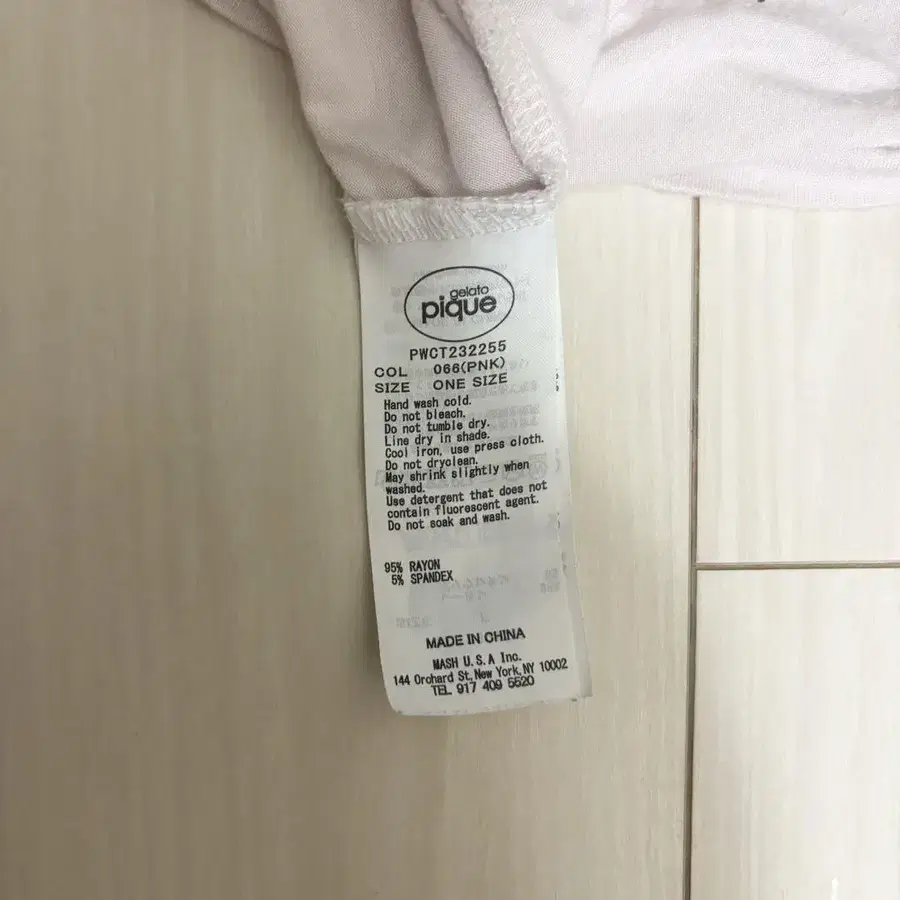 gelato
pique
PWCT232255
COL 066(PNK)
SIZE ONE SIZE
Hand wash cold.
Do not bleach.
Do not tumble dry.
Line dry in shade.
Cool iron, use press cloth.
Do not dryclean.
May shrink slightly when
washed.
Use detergent that does not
contain fluorescent agent.
Do not soak and wash.
95% RAYON
5% SPANDEX
MADE IN CHINA
MASH U.S.A Inc.
144 Orchard St,New York,NY 10002
TEL 917 409 5520